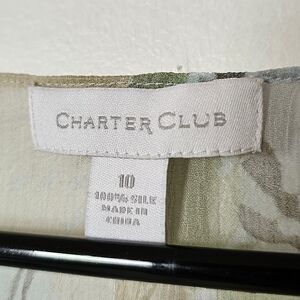 CHARTER CLUB
10
100% SILK
MADE IN
CHINA